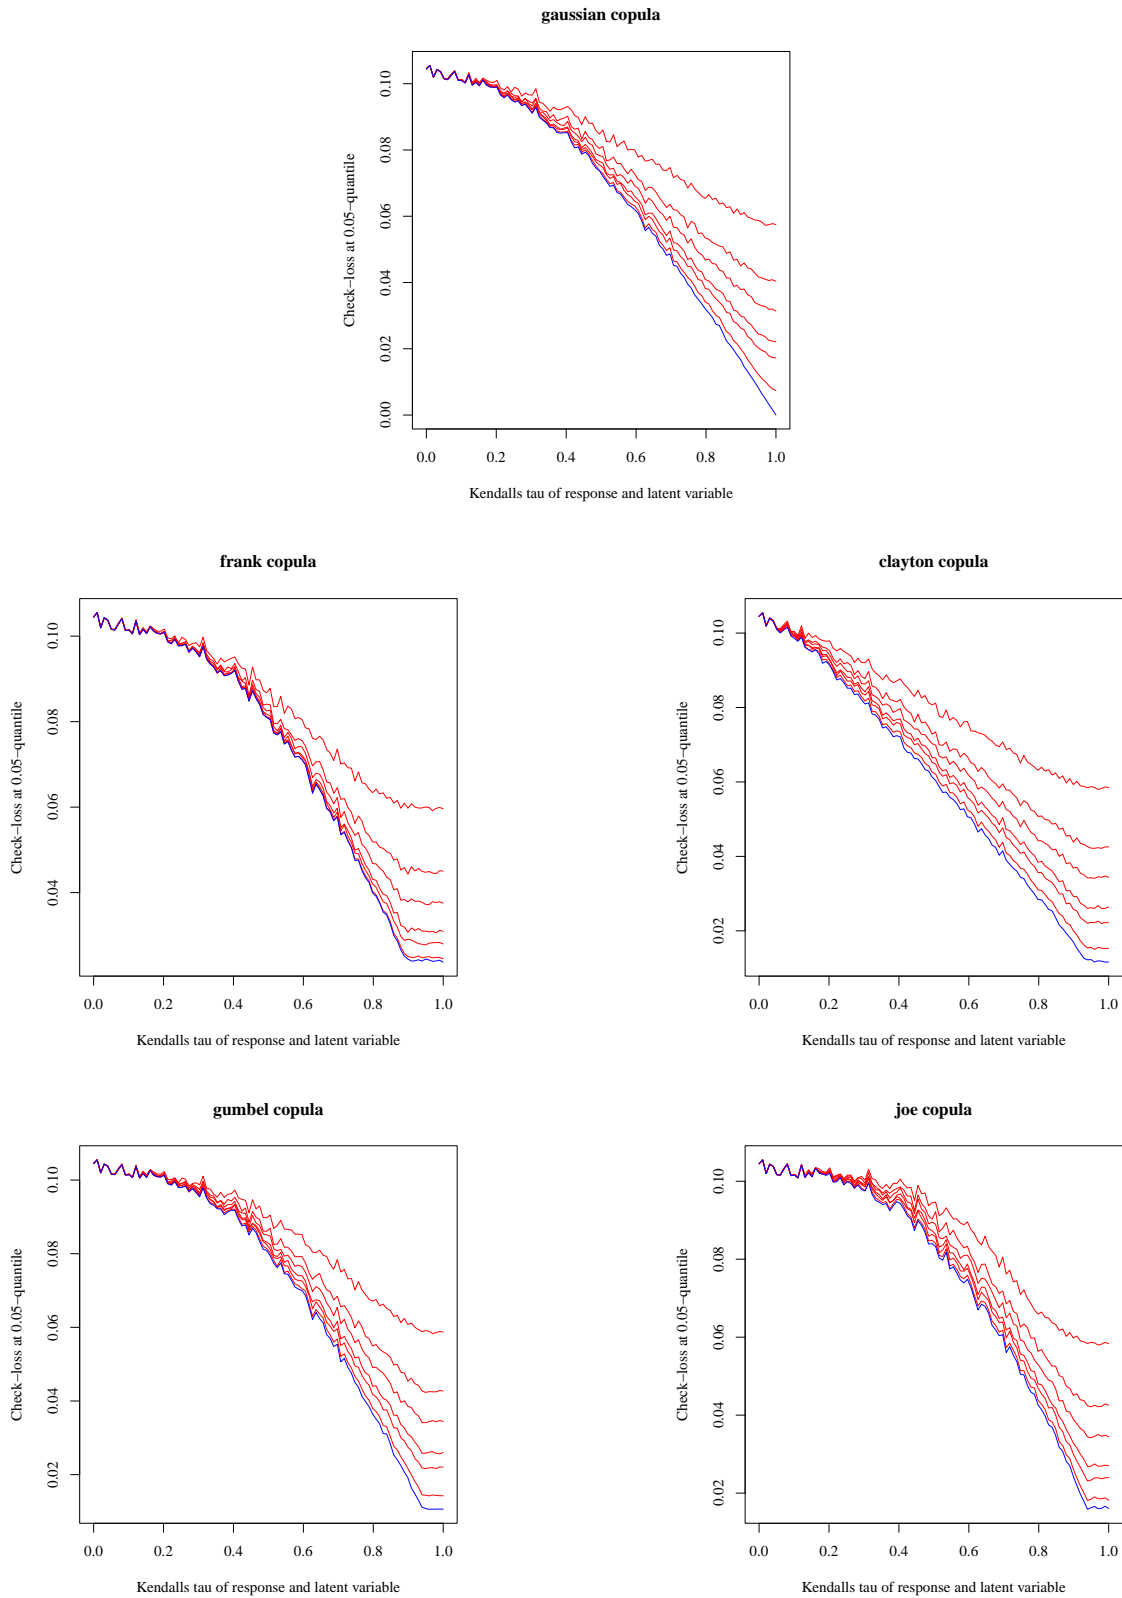 gaussian copula
Check−loss at 0.05−quantile
0.10
0.08
0.06
0.04
0.02
0.00
0.0 0.2 0.4 0.6 0.8 1.0
Kendalls tau of response and latent variable
frank copula
Check−loss at 0.05−quantile
0.10
0.08
0.06
0.04
0.0 0.2 0.4 0.6 0.8 1.0
Kendalls tau of response and latent variable
clayton copula
Check−loss at 0.05−quantile
0.10
0.08
0.06
0.04
0.02
0.0 0.2 0.4 0.6 0.8 1.0
Kendalls tau of response and latent variable
gumbel copula
Check−loss at 0.05−quantile
0.10
0.08
0.06
0.04
0.02
0.0 0.2 0.4 0.6 0.8 1.0
Kendalls tau of response and latent variable
joe copula
Check−loss at 0.05−quantile
0.10
0.08
0.06
0.04
0.02
0.0 0.2 0.4 0.6 0.8 1.0
Kendalls tau of response and latent variable